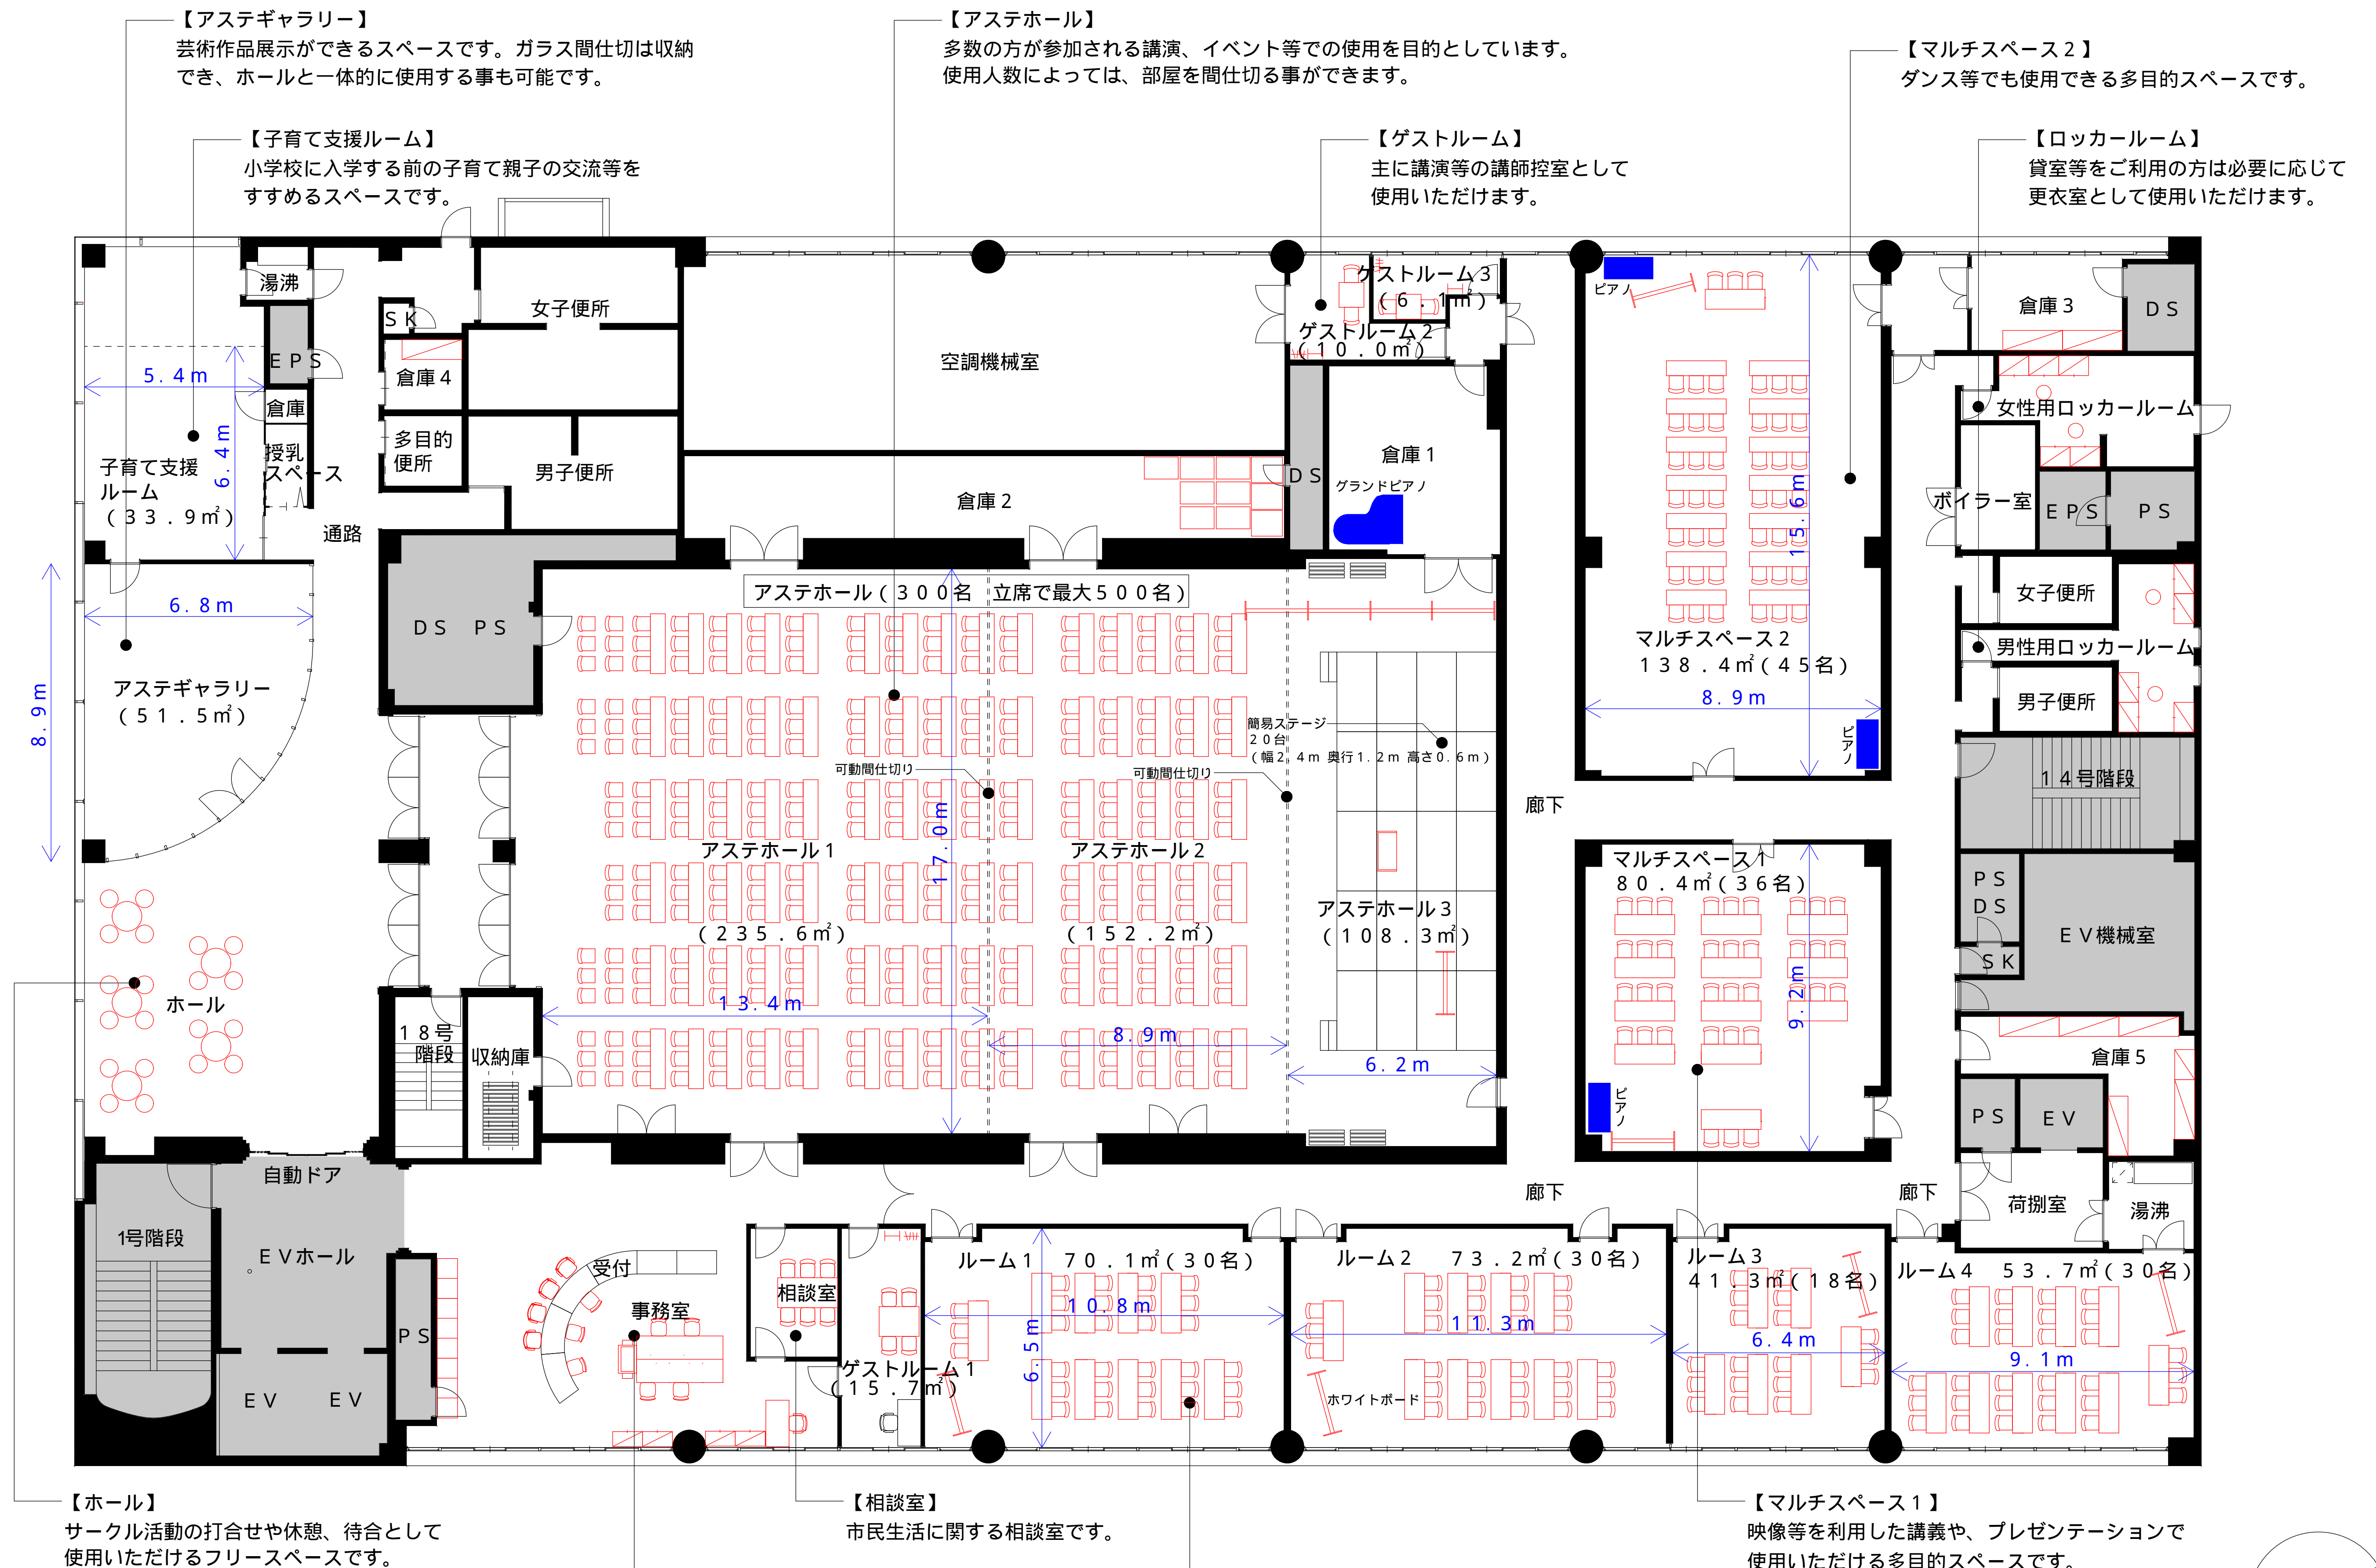 【アステギャラリー】
芸術作品展示ができるスペースです。ガラス間仕切は収納
でき、ホールと一体的に使用する事も可能です。
【アステホール】
多数の方が参加される講演、イベント等での使用を目的としています。
使用人数によっては、部屋を間仕切る事ができます。
【マルチスペース２】
ダンス等でも使用できる多目的スペースです。
【子育て支援ルーム】
小学校に入学する前の子育て親子の交流等を
すすめるスペースです。
【ゲストルーム】
主に講演等の講師控室として
使用いただけます。
【ロッカールーム】
貸室等をご利用の方は必要に応じて
更衣室として使用いただけます。
湯沸
ＥＰＳ
倉庫
授乳
スペース
5.4m
6.4m
子育て支援
ルーム
（３３．９㎡）
通路
ＳＫ
倉庫４
多目的
便所
女子便所
男子便所
空調機械室
倉庫２
ゲストルーム３
（６．１㎡）
ゲストルーム２
（１０．０㎡）
ＤＳ
倉庫１
グランドピアノ
ピアノ
15.6m
マルチスペース２
１３８．４㎡（４５名）
8.9m
ピアノ
倉庫３
ＤＳ
女性用ロッカールーム
ボイラー室
ＥＰＳ
ＰＳ
女子便所
男性用ロッカールーム
男子便所
１４号階段
ＰＳ
ＤＳ
ＳＫ
ＥＶ機械室
倉庫５
ＰＳ
ＥＶ
荷捌室
湯沸
8.9m
6.8m
アステギャラリー
（５１．５㎡）
ホール
ＤＳ　ＰＳ
アステホール（３００名　立席で最大５００名）
可動間仕切り
可動間仕切り
簡易ステージ
２０台
（幅2.4m 奥行1.2m 高さ0.6m）
17.0m
アステホール１
（２３５．６㎡）
アステホール２
（１５２．２㎡）
アステホール３
（１０８．３㎡）
13.4m
8.9m
6.2m
１８号
階段
収納庫
廊下
マルチスペース１
８０．４㎡（３６名）
9.2m
ピアノ
廊下
廊下
自動ドア
1号階段
ＥＶホール
ＥＶ
ＥＶ
ＰＳ
受付
事務室
相談室
ゲストルーム１
（１５．７㎡）
ルーム１　７０．１㎡（３０名）
10.8m
6.5m
ルーム２　７３．２㎡（３０名）
11.3m
ホワイトボード
ルーム３
４１．３㎡（１８名）
6.4m
ルーム４　５３．７㎡（３０名）
9.1m
【ホール】
サークル活動の打合せや休憩、待合として
使用いただけるフリースペースです。
【相談室】
市民生活に関する相談室です。
【マルチスペース１】
映像等を利用した講義や、プレゼンテーションで
使用いただける多目的スペースです。